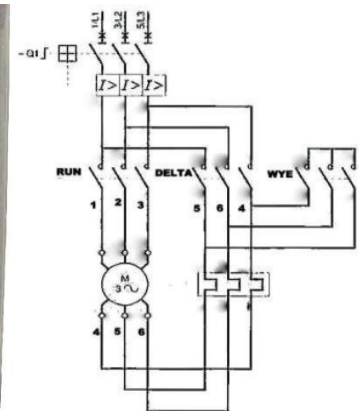 1/L1 3/L2 5/L3
-Q1
I> I> I>
RUN DELTA WYE
1 2 3 5 6 4
M
3~
4 5 6